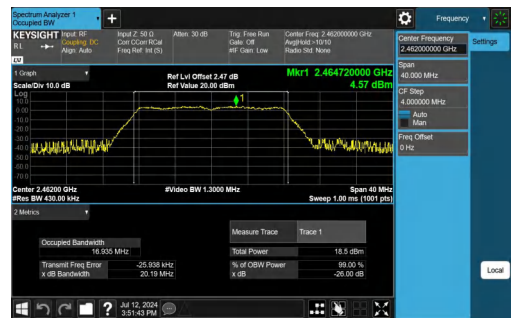 Spectrum Analyzer 1
Occupied BW
+
Frequency
KEYSIGHT
RL
Input: RF
Coupling: DC
Align: Auto
Input Z: 50 Ω
Corr CCorr RCal
Freq Ref: Int (S)
Atten: 30 dB
Trig: Free Run
Gate: Off
#IF Gain: Low
Center Freq: 2.462000000 GHz
Avg|Hold:>10/10
Radio Std: None
LVI
Center Frequency
2.462000000 GHz
Settings
Span
40.000 MHz
CF Step
4.000000 MHz
Auto
Man
Freq Offset
0 Hz
Local
1 Graph
Scale/Div 10.0 dB
Ref Lvl Offset 2.47 dB
Ref Value 20.00 dBm
Mkr1 2.464720000 GHz
4.57 dBm
Log
10.0
0.00
-10.0
-20.0
-30.0
-40.0
-50.0
-60.0
-70.0
1
Center 2.46200 GHz
#Res BW 430.00 kHz
#Video BW 1.3000 MHz
Span 40 MHz
Sweep 1.00 ms (1001 pts)
2 Metrics
Measure Trace
Trace 1
Occupied Bandwidth
16.935 MHz
Total Power
18.5 dBm
Transmit Freq Error
-25.938 kHz
% of OBW Power
99.00 %
x dB Bandwidth
20.19 MHz
x dB
-26.00 dB
?
Jul 12, 2024
3:51:43 PM